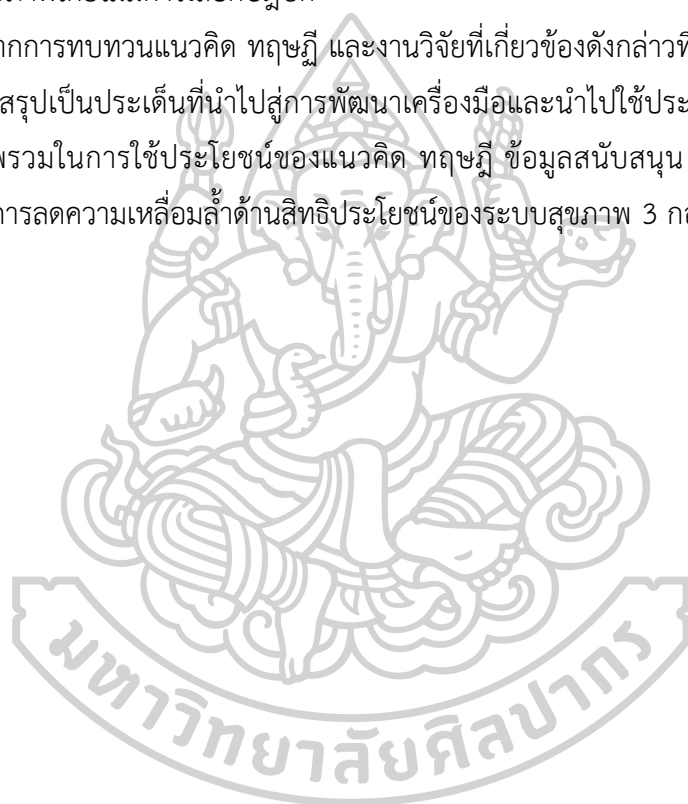 ากการทบทวนแนวคิด ทฤษฏี และงานวิจัยที่เกี่ยวข้องดังกล่าวที
สรุปเป็นประเด็นที่นำไปสู่การพัฒนาเครื่องมือและนำไปใช้ประ
พรวมในการใช้ประโยชน์ของแนวคิด ทฤษฎี ข้อมูลสนับสนุน
การลดความเหลื่อมล้ำด้านสิทธิประโยชน์ของระบบสุขภาพ 3 กอ
มหาวิทยาลัยศิลปากร